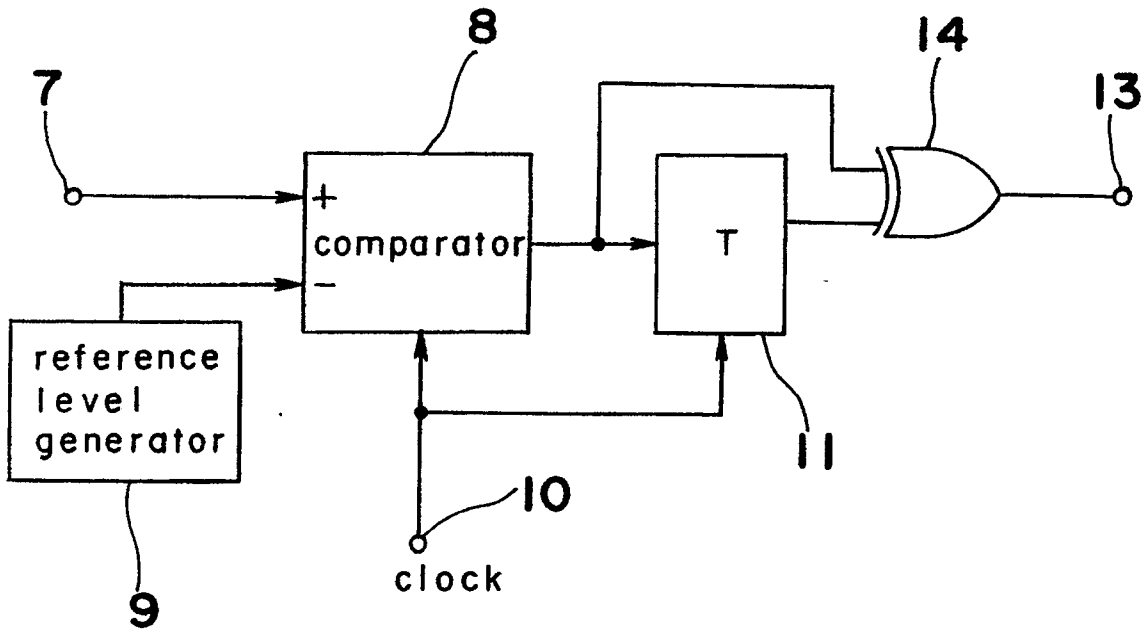 8
14
7
13
+
comparator
T
−
reference
level
generator
11
10
clock
9